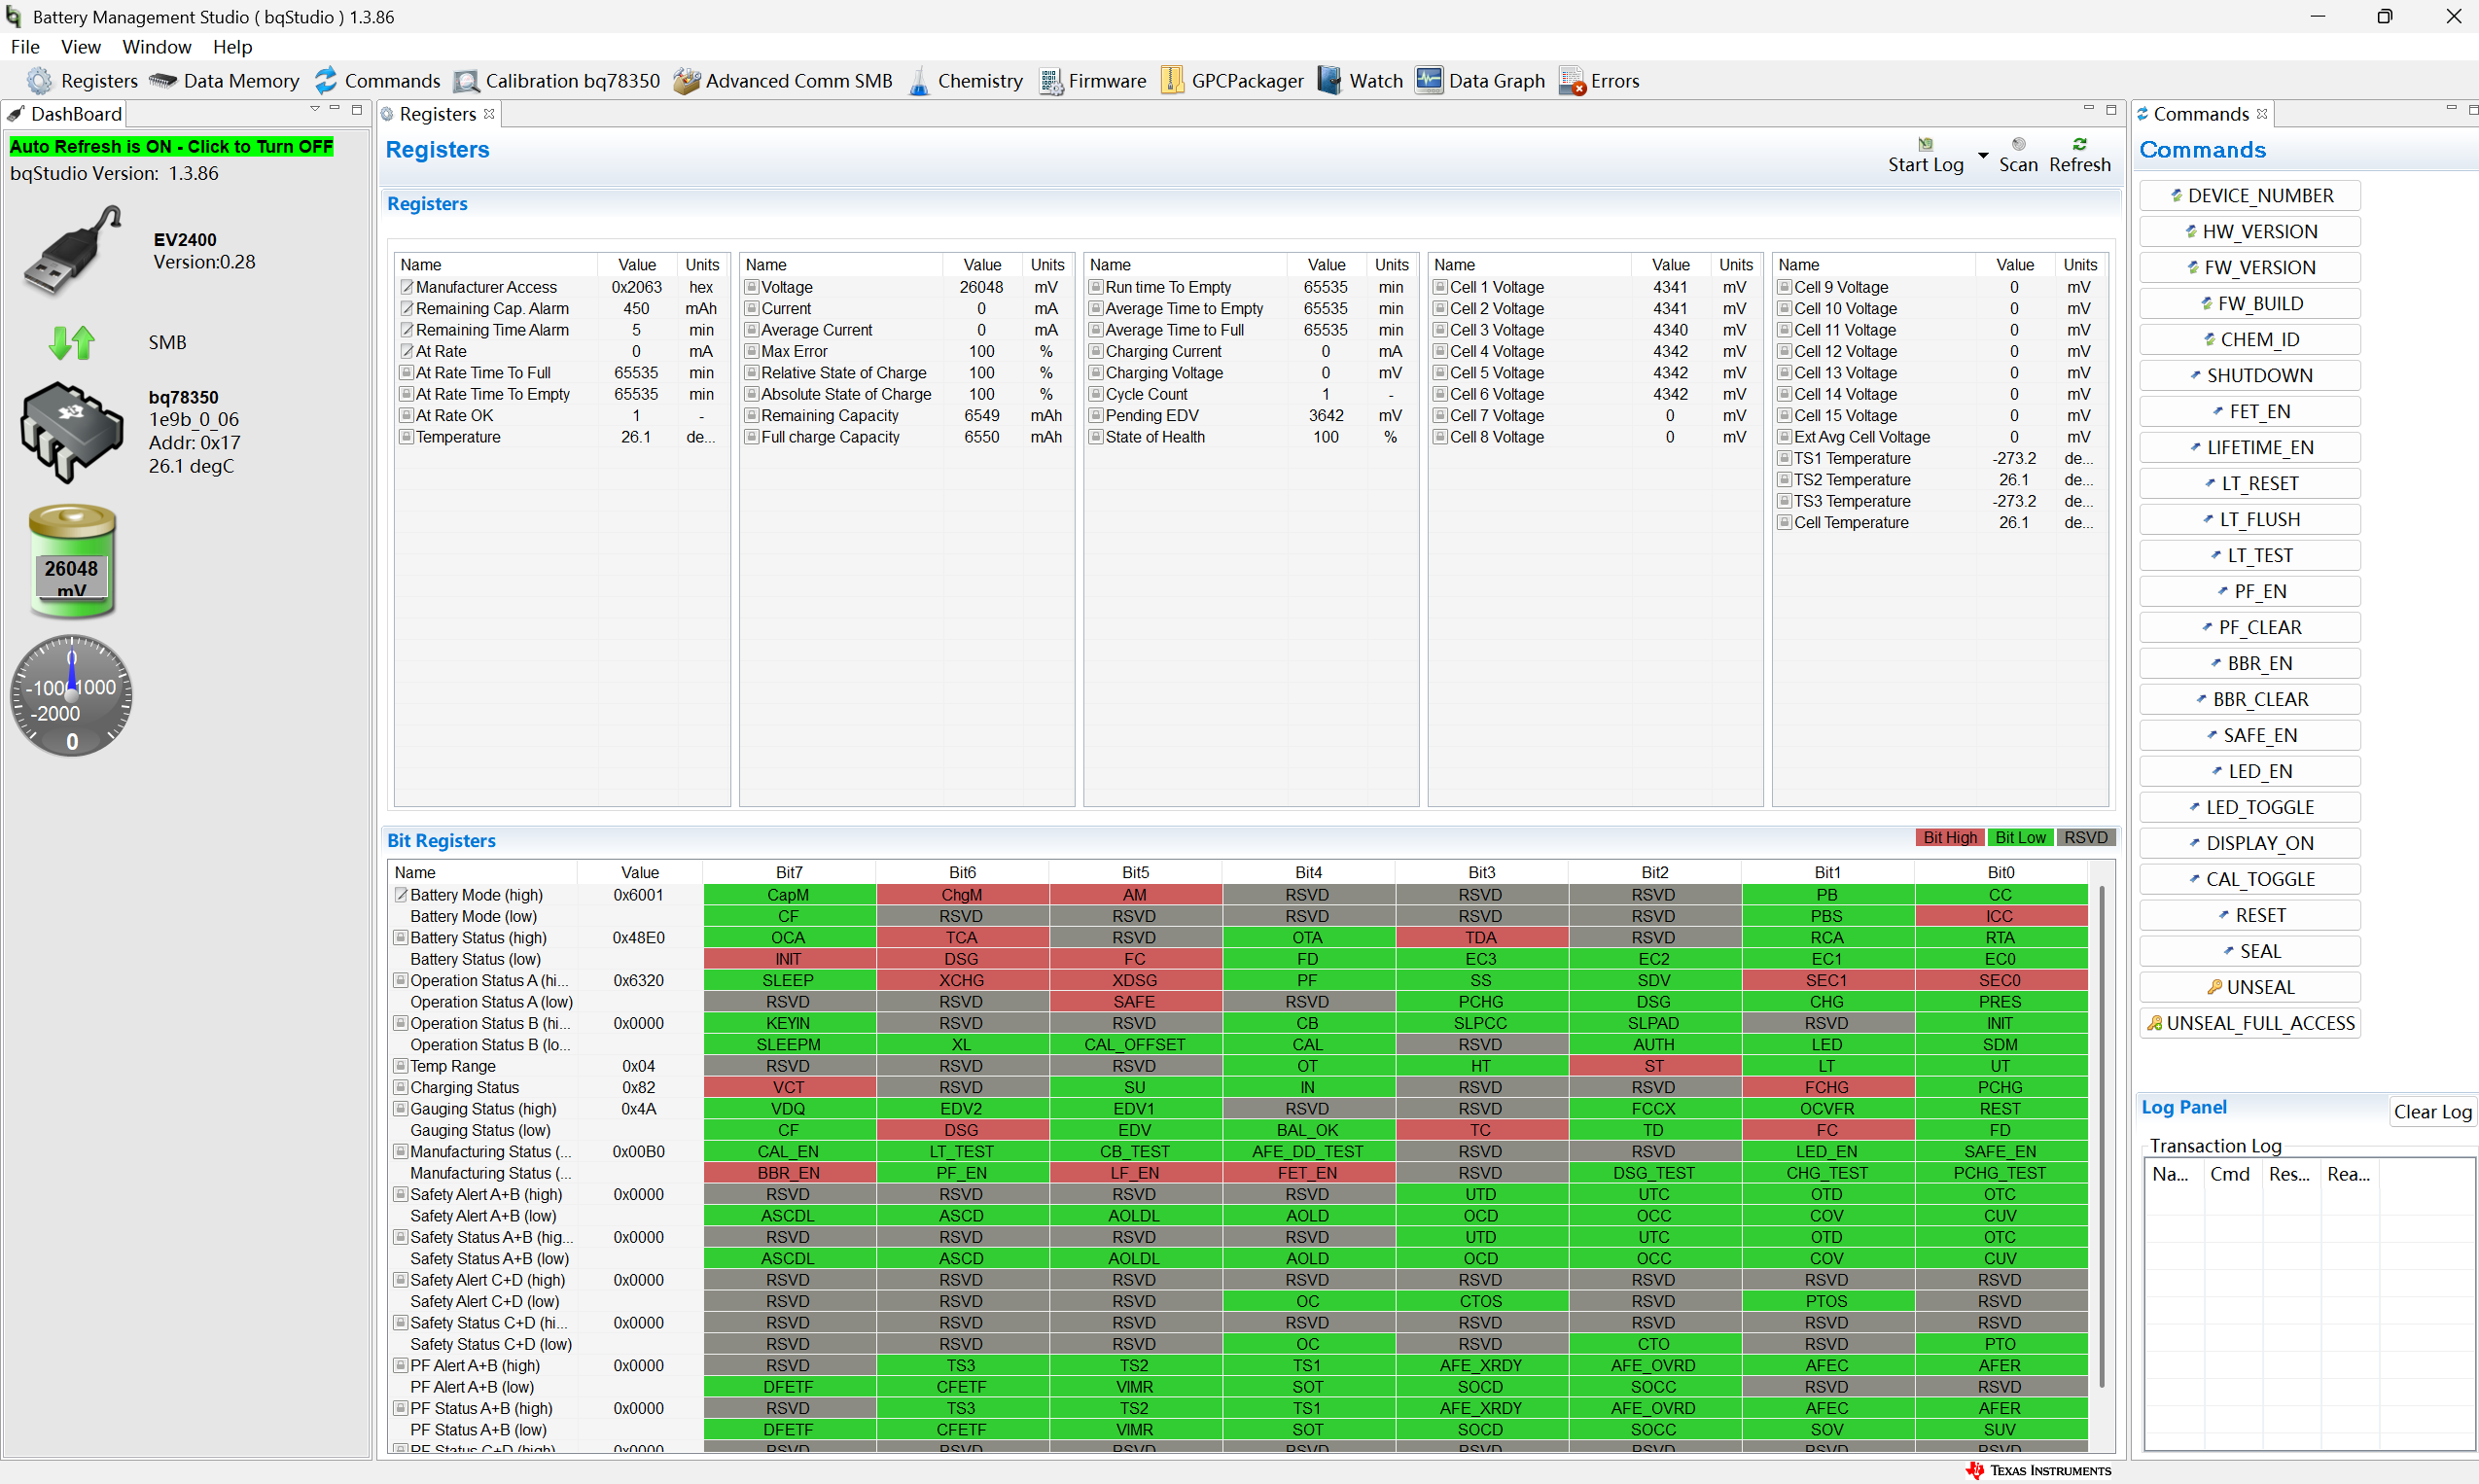 Battery Management Studio ( bqStudio ) 1.3.86
File View Window Help
Registers Data Memory Commands Calibration bq78350 Advanced Comm SMB Chemistry Firmware GPCPackager Watch Data Graph Errors
DashBoard
Auto Refresh is ON - Click to Turn OFF
bqStudio Version: 1.3.86
EV2400
Version:0.28
SMB
bq78350
1e9b_0_06
Addr: 0x17
26.1 degC
26048
mV
0
-1000 1000
-2000
0
Registers
Registers
Start Log Scan Refresh
Registers
Name Value Units
Manufacturer Access 0x2063 hex
Remaining Cap. Alarm 450 mAh
Remaining Time Alarm 5 min
At Rate 0 mA
At Rate Time To Full 65535 min
At Rate Time To Empty 65535 min
At Rate OK 1 -
Temperature 26.1 de...
Name Value Units
Voltage 26048 mV
Current 0 mA
Average Current 0 mA
Max Error 100 %
Relative State of Charge 100 %
Absolute State of Charge 100 %
Remaining Capacity 6549 mAh
Full charge Capacity 6550 mAh
Name Value Units
Run time To Empty 65535 min
Average Time to Empty 65535 min
Average Time to Full 65535 min
Charging Current 0 mA
Charging Voltage 0 mV
Cycle Count 1 -
Pending EDV 3642 mV
State of Health 100 %
Name Value Units
Cell 1 Voltage 4341 mV
Cell 2 Voltage 4341 mV
Cell 3 Voltage 4340 mV
Cell 4 Voltage 4342 mV
Cell 5 Voltage 4342 mV
Cell 6 Voltage 4342 mV
Cell 7 Voltage 0 mV
Cell 8 Voltage 0 mV
Name Value Units
Cell 9 Voltage 0 mV
Cell 10 Voltage 0 mV
Cell 11 Voltage 0 mV
Cell 12 Voltage 0 mV
Cell 13 Voltage 0 mV
Cell 14 Voltage 0 mV
Cell 15 Voltage 0 mV
Ext Avg Cell Voltage 0 mV
TS1 Temperature -273.2 de...
TS2 Temperature 26.1 de...
TS3 Temperature -273.2 de...
Cell Temperature 26.1 de...
Bit Registers
Bit High Bit Low RSVD
Name Value Bit7 Bit6 Bit5 Bit4 Bit3 Bit2 Bit1 Bit0
Battery Mode (high) 0x6001 CapM ChgM AM RSVD RSVD RSVD PB CC
Battery Mode (low) CF RSVD RSVD RSVD RSVD RSVD PBS ICC
Battery Status (high) 0x48E0 OCA TCA RSVD OTA TDA RSVD RCA RTA
Battery Status (low) INIT DSG FC FD EC3 EC2 EC1 EC0
Operation Status A (hi... 0x6320 SLEEP XCHG XDSG PF SS SDV SEC1 SEC0
Operation Status A (low) RSVD RSVD SAFE RSVD PCHG DSG CHG PRES
Operation Status B (hi... 0x0000 KEYIN RSVD RSVD CB SLPCC SLPAD RSVD INIT
Operation Status B (lo... SLEEPM XL CAL_OFFSET CAL RSVD AUTH LED SDM
Temp Range 0x04 RSVD RSVD RSVD OT HT ST LT UT
Charging Status 0x82 VCT RSVD SU IN RSVD RSVD FCHG PCHG
Gauging Status (high) 0x4A VDQ EDV2 EDV1 RSVD RSVD FCCX OCVFR REST
Gauging Status (low) CF DSG EDV BAL_OK TC TD FC FD
Manufacturing Status (... 0x00B0 CAL_EN LT_TEST CB_TEST AFE_DD_TEST RSVD RSVD LED_EN SAFE_EN
Manufacturing Status (... BBR_EN PF_EN LF_EN FET_EN RSVD DSG_TEST CHG_TEST PCHG_TEST
Safety Alert A+B (high) 0x0000 RSVD RSVD RSVD RSVD UTD UTC OTD OTC
Safety Alert A+B (low) ASCDL ASCD AOLDL AOLD OCD OCC COV CUV
Safety Status A+B (hig... 0x0000 RSVD RSVD RSVD RSVD UTD UTC OTD OTC
Safety Status A+B (low) ASCDL ASCD AOLDL AOLD OCD OCC COV CUV
Safety Alert C+D (high) 0x0000 RSVD RSVD RSVD RSVD RSVD RSVD RSVD RSVD
Safety Alert C+D (low) RSVD RSVD RSVD OC CTOS RSVD PTOS RSVD
Safety Status C+D (hi... 0x0000 RSVD RSVD RSVD RSVD RSVD RSVD RSVD RSVD
Safety Status C+D (low) RSVD RSVD RSVD OC RSVD CTO RSVD PTO
PF Alert A+B (high) 0x0000 RSVD TS3 TS2 TS1 AFE_XRDY AFE_OVRD AFEC AFER
PF Alert A+B (low) DFETF CFETF VIMR SOT SOCD SOCC RSVD RSVD
PF Status A+B (high) 0x0000 RSVD TS3 TS2 TS1 AFE_XRDY AFE_OVRD AFEC AFER
PF Status A+B (low) DFETF CFETF VIMR SOT SOCD SOCC SOV SUV
PF Status C+D (high) 0x0000 RSVD RSVD RSVD RSVD RSVD RSVD RSVD RSVD
Commands
Commands
DEVICE_NUMBER
HW_VERSION
FW_VERSION
FW_BUILD
CHEM_ID
SHUTDOWN
FET_EN
LIFETIME_EN
LT_RESET
LT_FLUSH
LT_TEST
PF_EN
PF_CLEAR
BBR_EN
BBR_CLEAR
SAFE_EN
LED_EN
LED_TOGGLE
DISPLAY_ON
CAL_TOGGLE
RESET
SEAL
UNSEAL
UNSEAL_FULL_ACCESS
Log Panel
Clear Log
Transaction Log
Na... Cmd Res... Rea...
TEXAS INSTRUMENTS